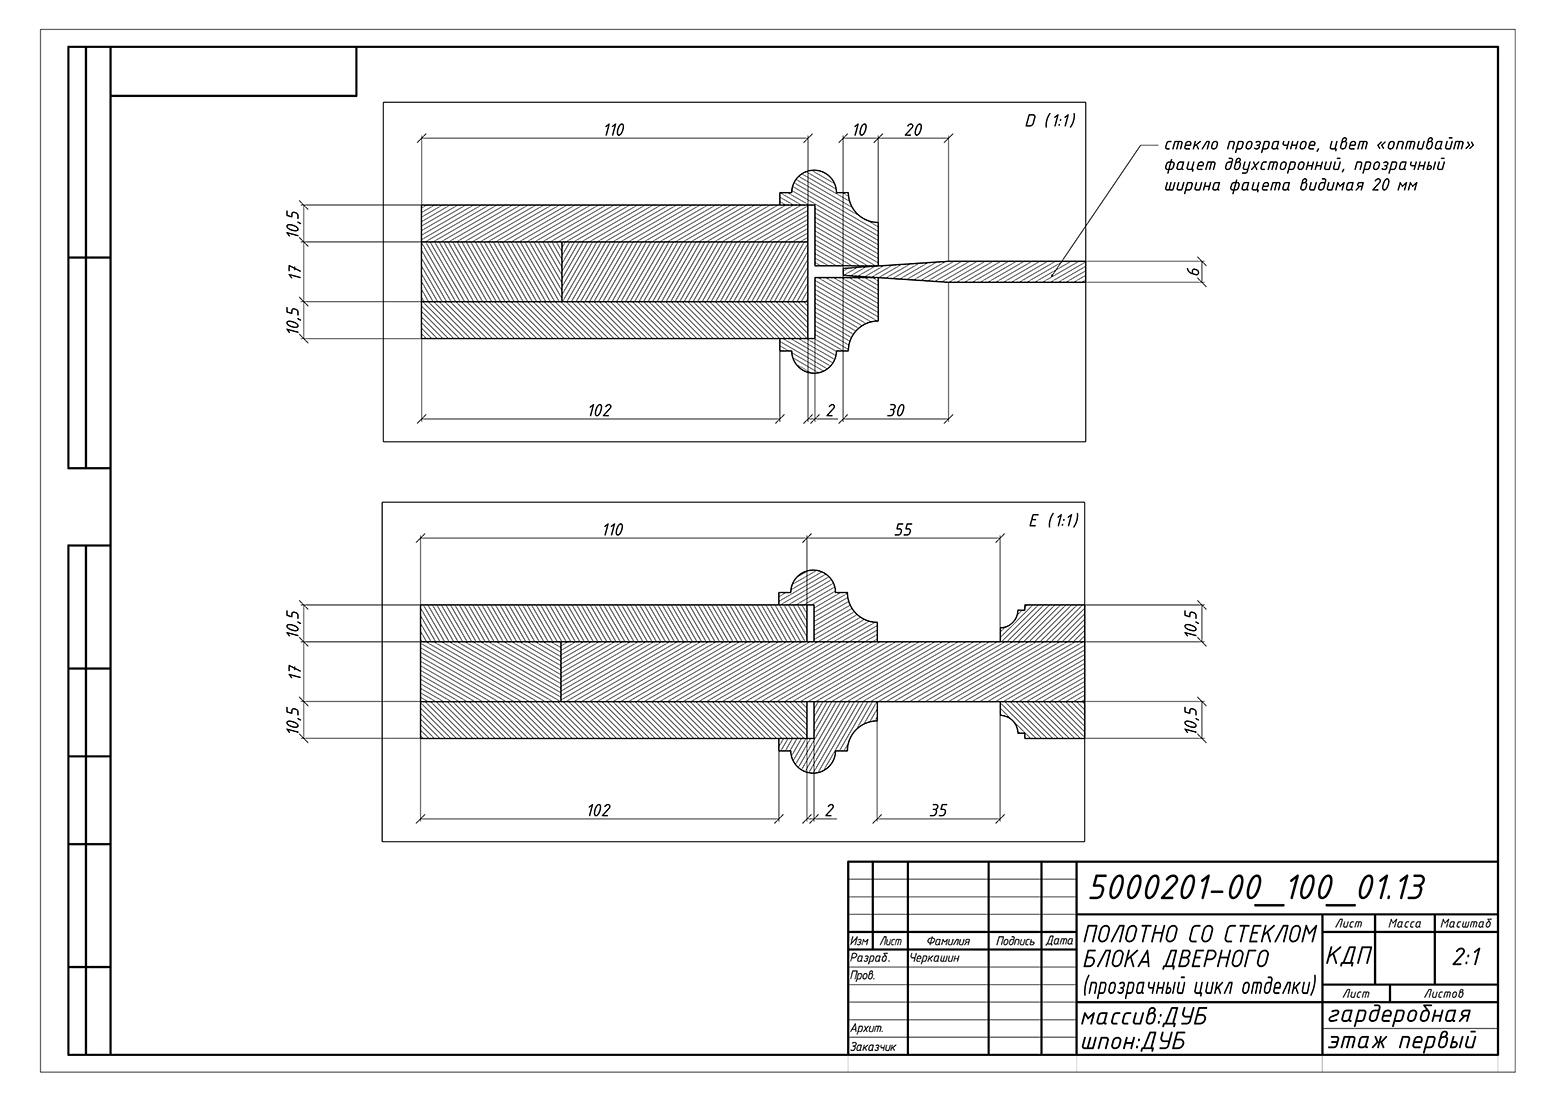 D (1:1)
110
10
20
стекло прозрачное, цвет «оптивайт»
фацет двухсторонний, прозрачный
ширина фацета видимая 20 мм
10,5
17
10,5
6
102
2
30
E (1:1)
110
55
10,5
17
10,5
10,5
10,5
102
2
35
5000201-00_100_01.13
Изм Лист Фамилия Подпись Дата
Разраб. Черкашин
Пров.
Архит.
Заказчик
ПОЛОТНО СО СТЕКЛОМ
БЛОКА ДВЕРНОГО
(прозрачный цикл отделки)
Лист Масса Масштаб
КДП 2:1
Лист Листов
массив:ДУБ
шпон:ДУБ
гардеробная
этаж первый